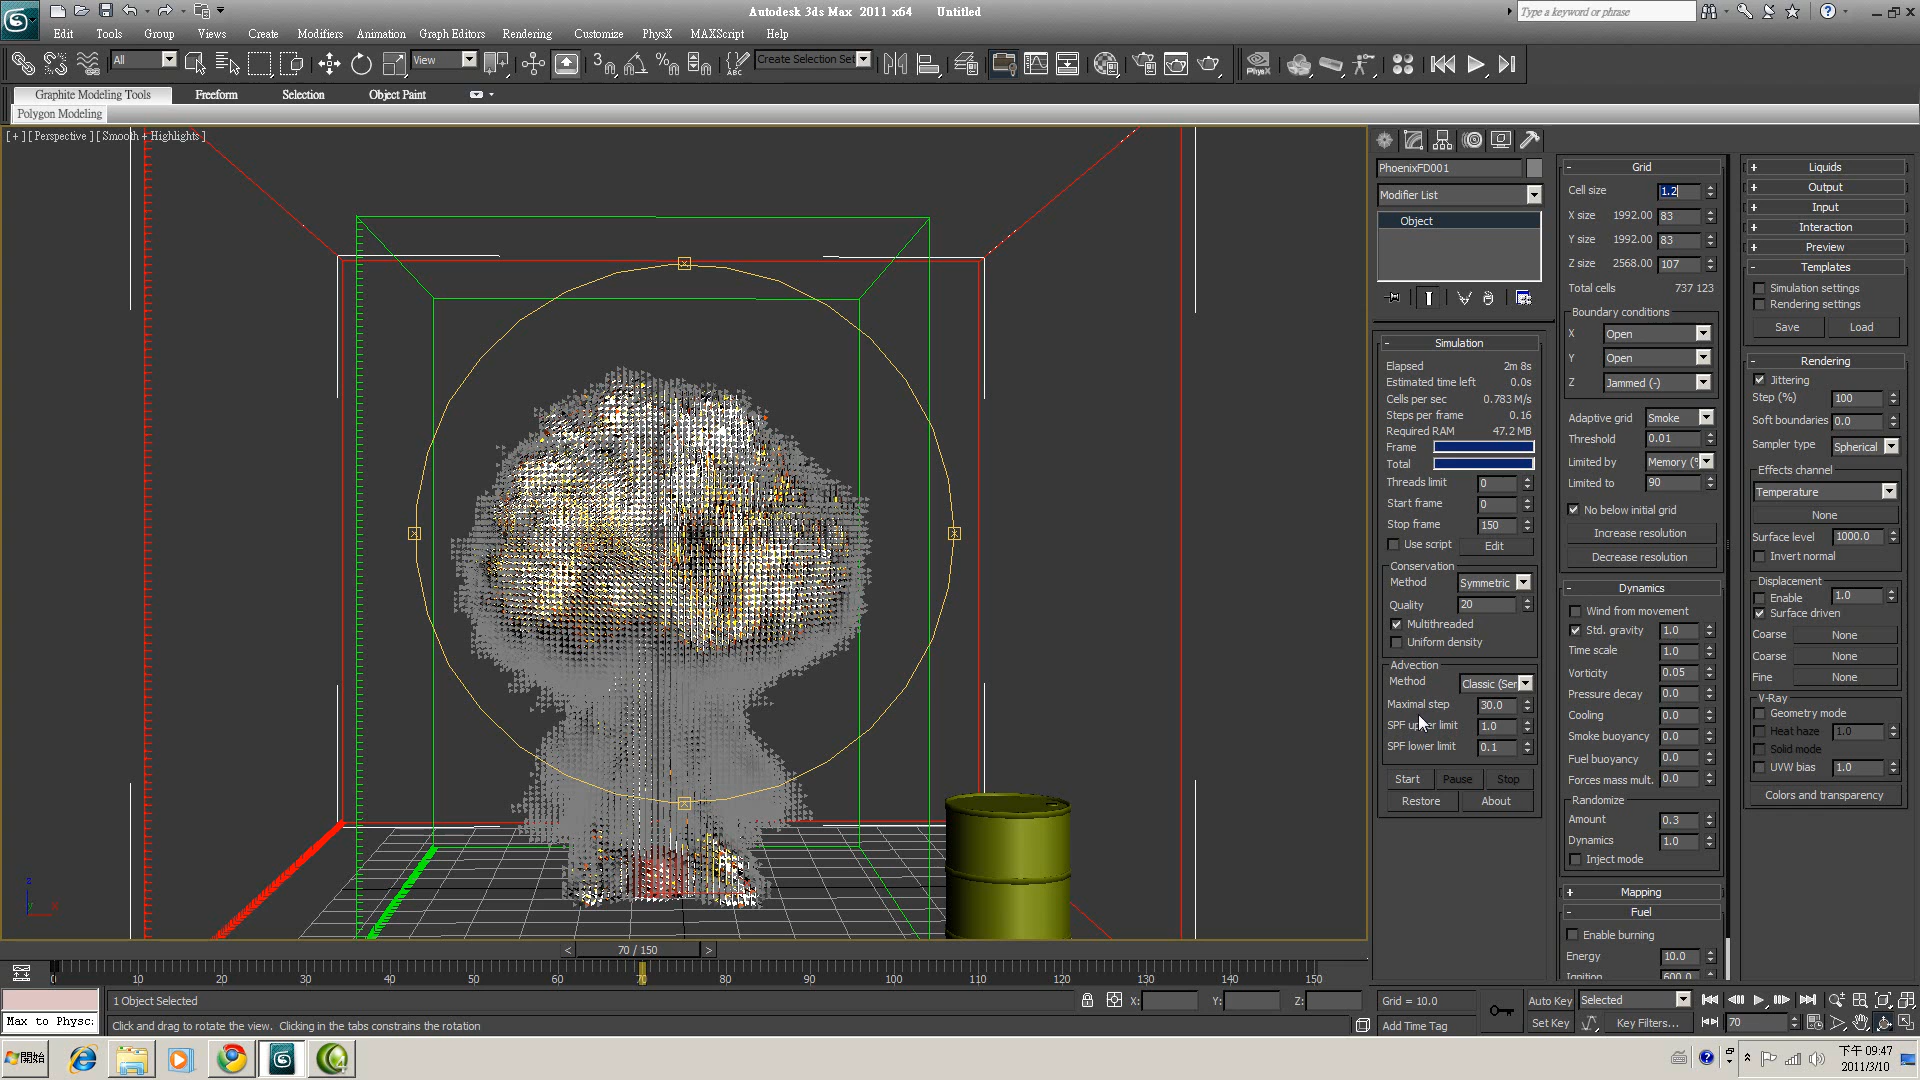 Autodesk 3ds Max 2011 x64 Untitled
Type a keyword or phrase
Edit Tools Group Views Create Modifiers Animation Graph Editors Rendering Customize PhysX MAXScript Help
All
View
Create Selection Set
PhysX
Graphite Modeling Tools Freeform Selection Object Paint
Polygon Modeling
[ + ] [ Perspective ] [ Smooth + Highlights ]
PhoenixFD001
Modifier List
Object
- Simulation
Elapsed 2m 8s
Estimated time left 0.0s
Cells per sec 0.783 M/s
Steps per frame 0.16
Required RAM 47.2 MB
Frame
Total
Threads limit 0
Start frame 0
Stop frame 150
Use script Edit
Conservation
Method Symmetric
Quality 20
Multithreaded
Uniform density
Advection
Method Classic (Ser
Maximal step 30.0
SPF upper limit 1.0
SPF lower limit 0.1
Start Pause Stop
Restore About
- Grid
Cell size 1.2
X size 1992.00 83
Y size 1992.00 83
Z size 2568.00 107
Total cells 737 123
Boundary conditions
X Open
Y Open
Z Jammed (-)
Adaptive grid Smoke
Threshold 0.01
Limited by Memory (%
Limited to 90
No below initial grid
Increase resolution
Decrease resolution
- Dynamics
Wind from movement
Std. gravity 1.0
Time scale 1.0
Vorticity 0.05
Pressure decay 0.0
Cooling 0.0
Smoke buoyancy 0.0
Fuel buoyancy 0.0
Forces mass mult. 0.0
Randomize
Amount 0.3
Dynamics 1.0
Inject mode
+ Mapping
- Fuel
Enable burning
Energy 10.0
Ignition 600.0
+ Liquids
+ Output
+ Input
+ Interaction
+ Preview
- Templates
Simulation settings
Rendering settings
Save Load
- Rendering
Jittering
Step (%) 100
Soft boundaries 0.0
Sampler type Spherical
Effects channel
Temperature
None
Surface level 1000.0
Invert normal
Displacement
Enable 1.0
Surface driven
Coarse None
Coarse None
Fine None
V-Ray
Geometry mode
Heat haze 1.0
Solid mode
UVW bias 1.0
Colors and transparency
< 70 / 150 >
0 10 20 30 40 50 60 70 80 90 100 110 120 130 140 150
1 Object Selected X: Y: Z: Grid = 10.0 Auto Key Selected
Max to Physc: Click and drag to rotate the view. Clicking in the tabs constrains the rotation Add Time Tag Set Key Key Filters... 70
開始
下午 09:47
2011/3/10